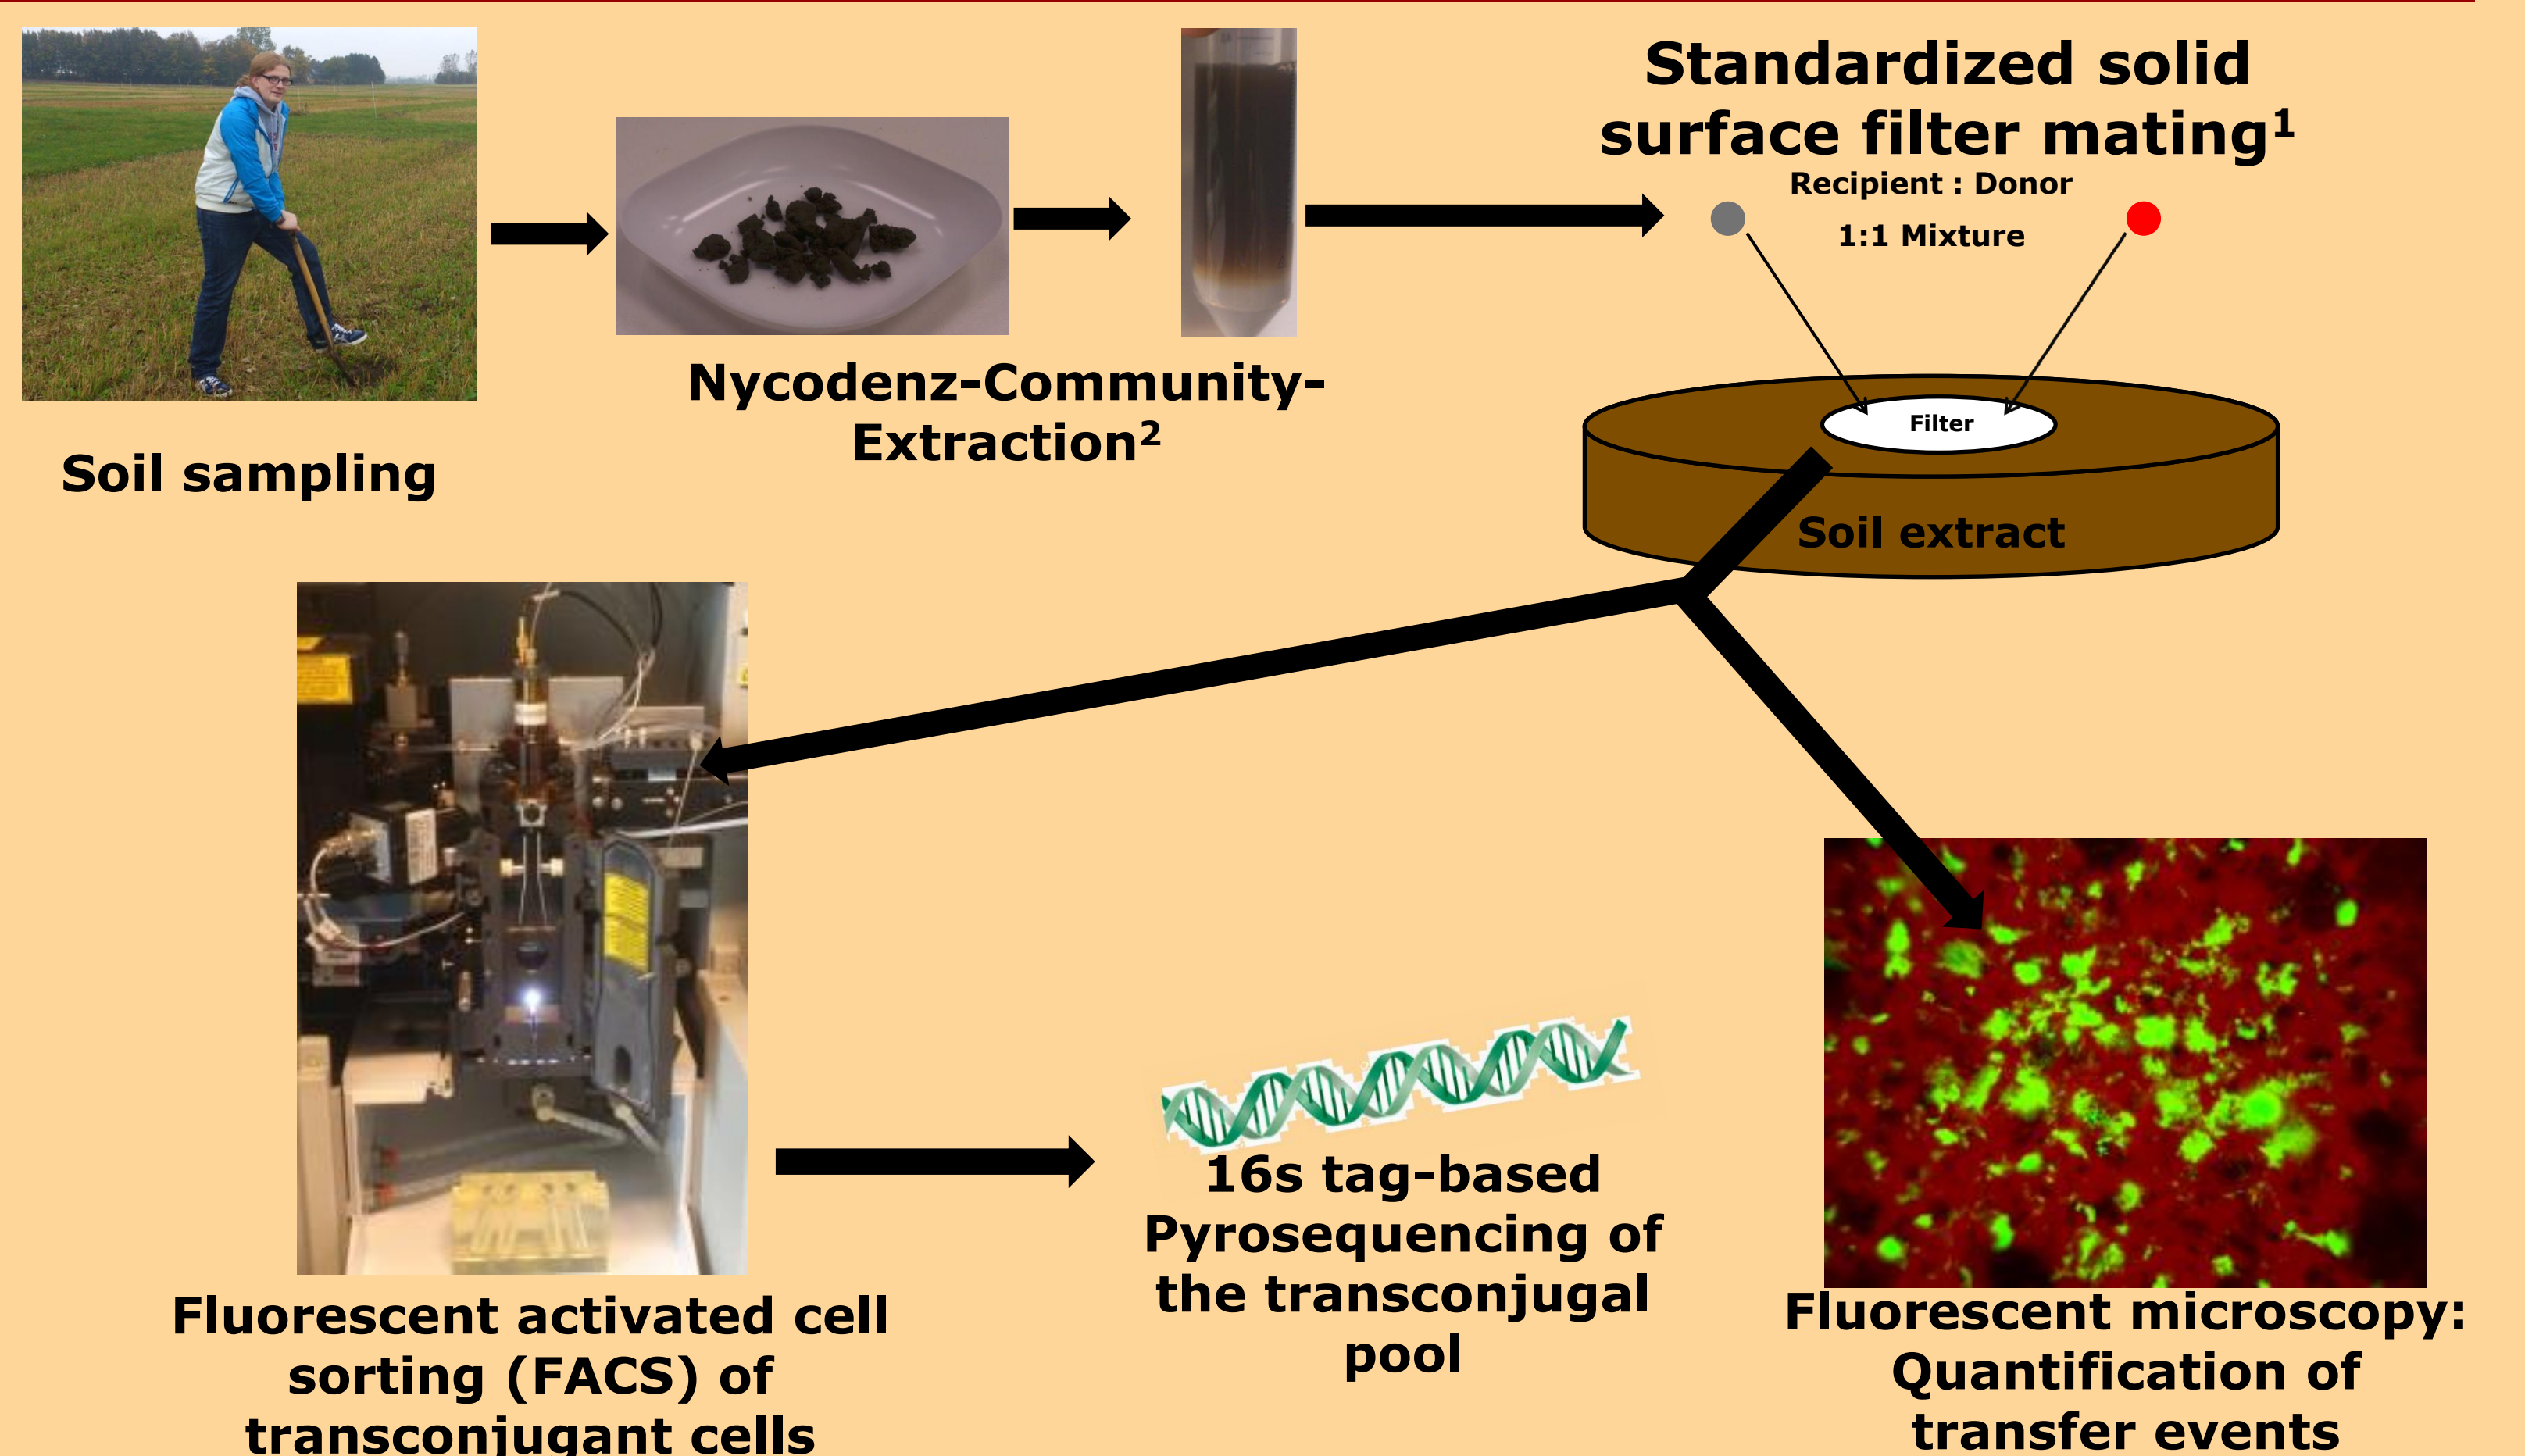 Standardized solid
surface filter mating¹
Recipient : Donor
1:1 Mixture
Filter
Soil extract
Nycodenz-Community-
Extraction²
Soil sampling
Fluorescent activated cell
sorting (FACS) of
transconjugant cells
16s tag-based
Pyrosequencing of
the transconjugal
pool
Fluorescent microscopy:
Quantification of
transfer events